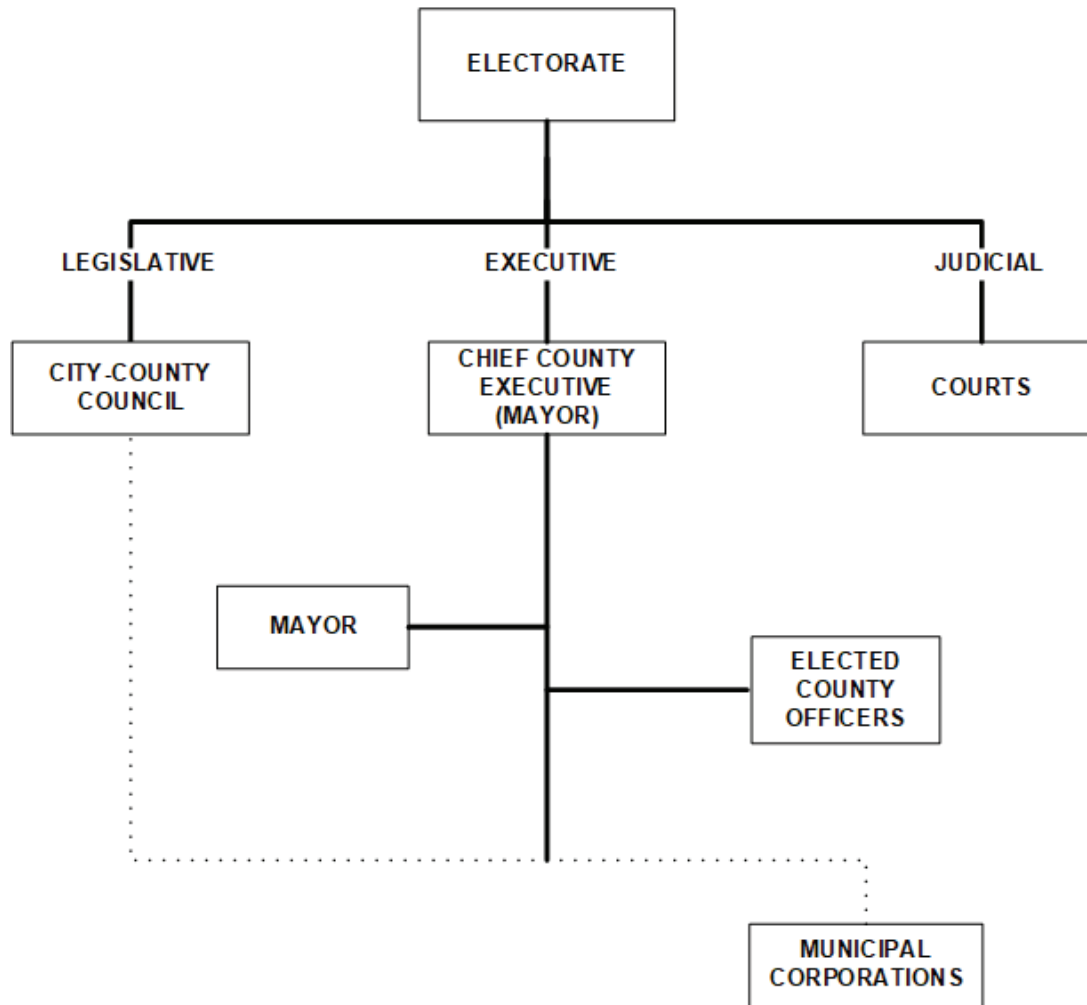 ELECTORATE
LEGISLATIVE
EXECUTIVE
JUDICIAL
CITY-COUNTY
COUNCIL
CHIEF COUNTY
EXECUTIVE
(MAYOR)
COURTS
MAYOR
ELECTED
COUNTY
OFFICERS
MUNICIPAL
CORPORATIONS